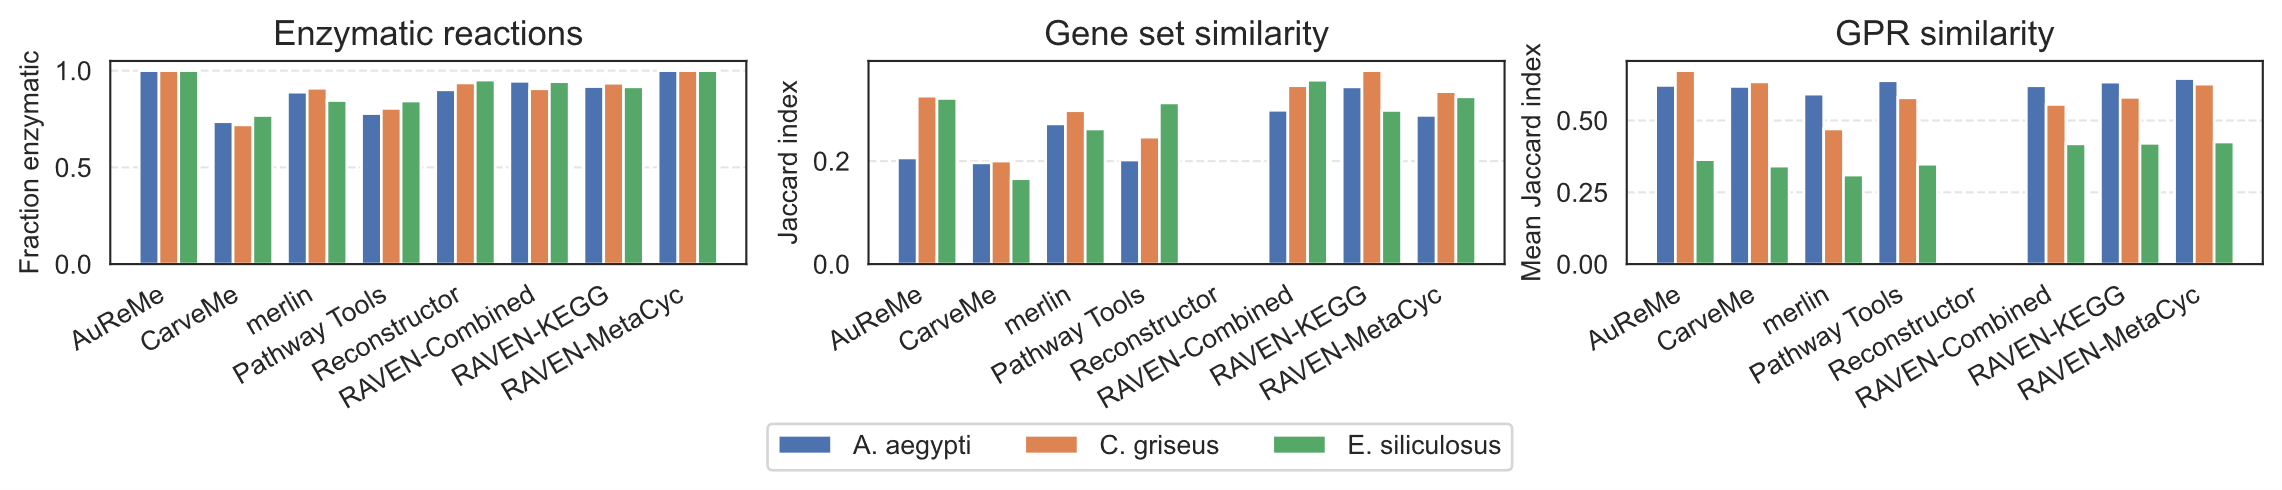 Enzymatic reactions
Fraction enzymatic
1.0
0.5
0.0
AuReMe
CarveMe
merlin
Pathway Tools
Reconstructor
RAVEN-Combined
RAVEN-KEGG
RAVEN-MetaCyc
Gene set similarity
Jaccard index
0.2
0.0
AuReMe
CarveMe
merlin
Pathway Tools
Reconstructor
RAVEN-Combined
RAVEN-KEGG
RAVEN-MetaCyc
GPR similarity
Mean Jaccard index
0.50
0.25
0.00
AuReMe
CarveMe
merlin
Pathway Tools
Reconstructor
RAVEN-Combined
RAVEN-KEGG
RAVEN-MetaCyc
A. aegypti
C. griseus
E. siliculosus